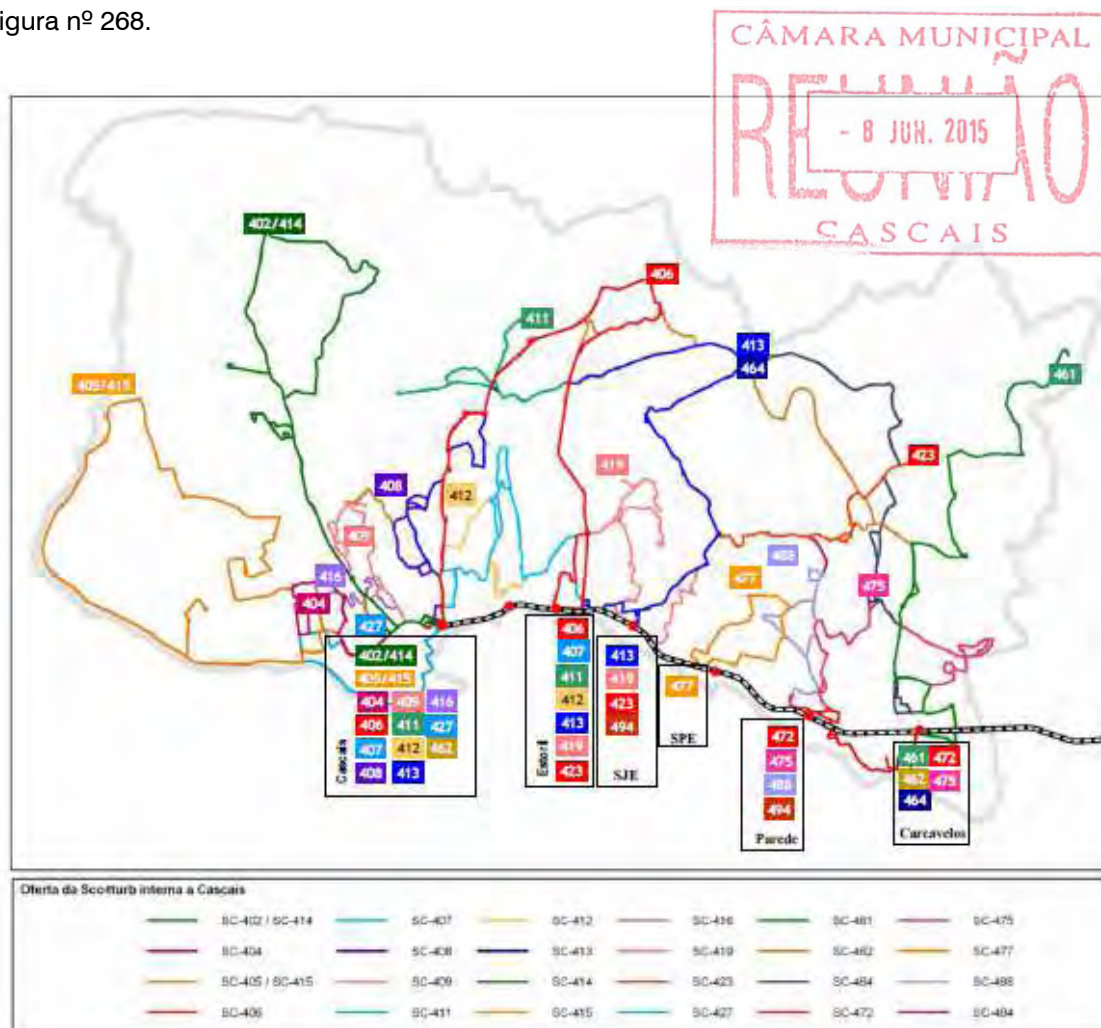 igura nº 268.
CÂMARA MUNICIPAL
REUNIÃO
- 8 JUN. 2015
CASCAIS
402/414
406
411
413
464
461
405/415
423
419
408
412
409
488
477
475
416
404
427
402/414
405/415
404 409 416
406 411 427
407 412 462
408 413
Cascais
406
407
411
412
413
419
423
Estoril
413
419
423
494
SJE
477
SPE
472
475
488
494
Parede
461 472
462 475
464
Carcavelos
Oferta da Scotturb interna a Cascais
SC-402 / SC-414 SC-407 SC-412 SC-416 SC-461 SC-475
SC-404 SC-408 SC-413 SC-419 SC-462 SC-477
SC-405 / SC-415 SC-409 SC-414 SC-423 SC-464 SC-488
SC-406 SC-411 SC-415 SC-427 SC-472 SC-494